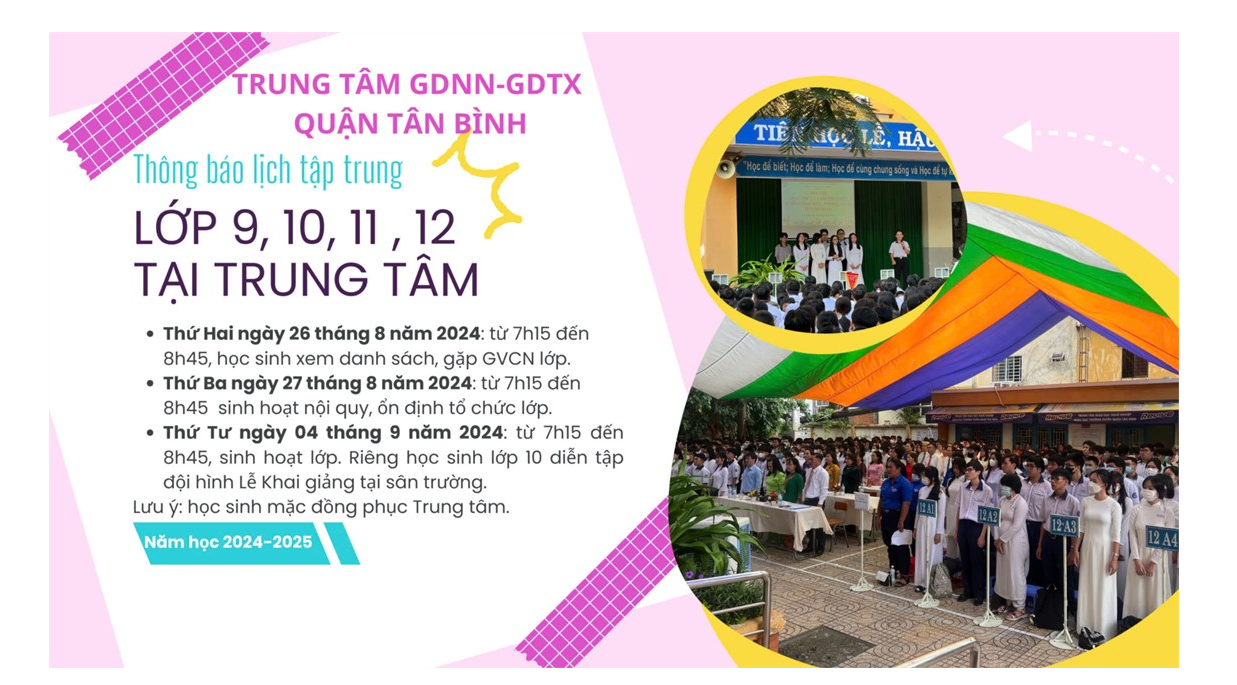 TRUNG TÂM GDNN-GDTX
QUẬN TÂN BÌNH
Thông báo lịch tập trung
LỚP 9, 10, 11 , 12
TẠI TRUNG TÂM
• Thứ Hai ngày 26 tháng 8 năm 2024: từ 7h15 đến
8h45, học sinh xem danh sách, gặp GVCN lớp.
• Thứ Ba ngày 27 tháng 8 năm 2024: từ 7h15 đến
8h45 sinh hoạt nội quy, ổn định tổ chức lớp.
• Thứ Tư ngày 04 tháng 9 năm 2024: từ 7h15 đến
8h45, sinh hoạt lớp. Riêng học sinh lớp 10 diễn tập
đội hình Lễ Khai giảng tại sân trường.
Lưu ý: học sinh mặc đồng phục Trung tâm.
Năm học 2024-2025
TIÊN HỌC LỄ, HẬU
"Học để biết; Học để làm; Học để cùng chung sống và Học để tự
12A1
12A2
12A3
12 A4